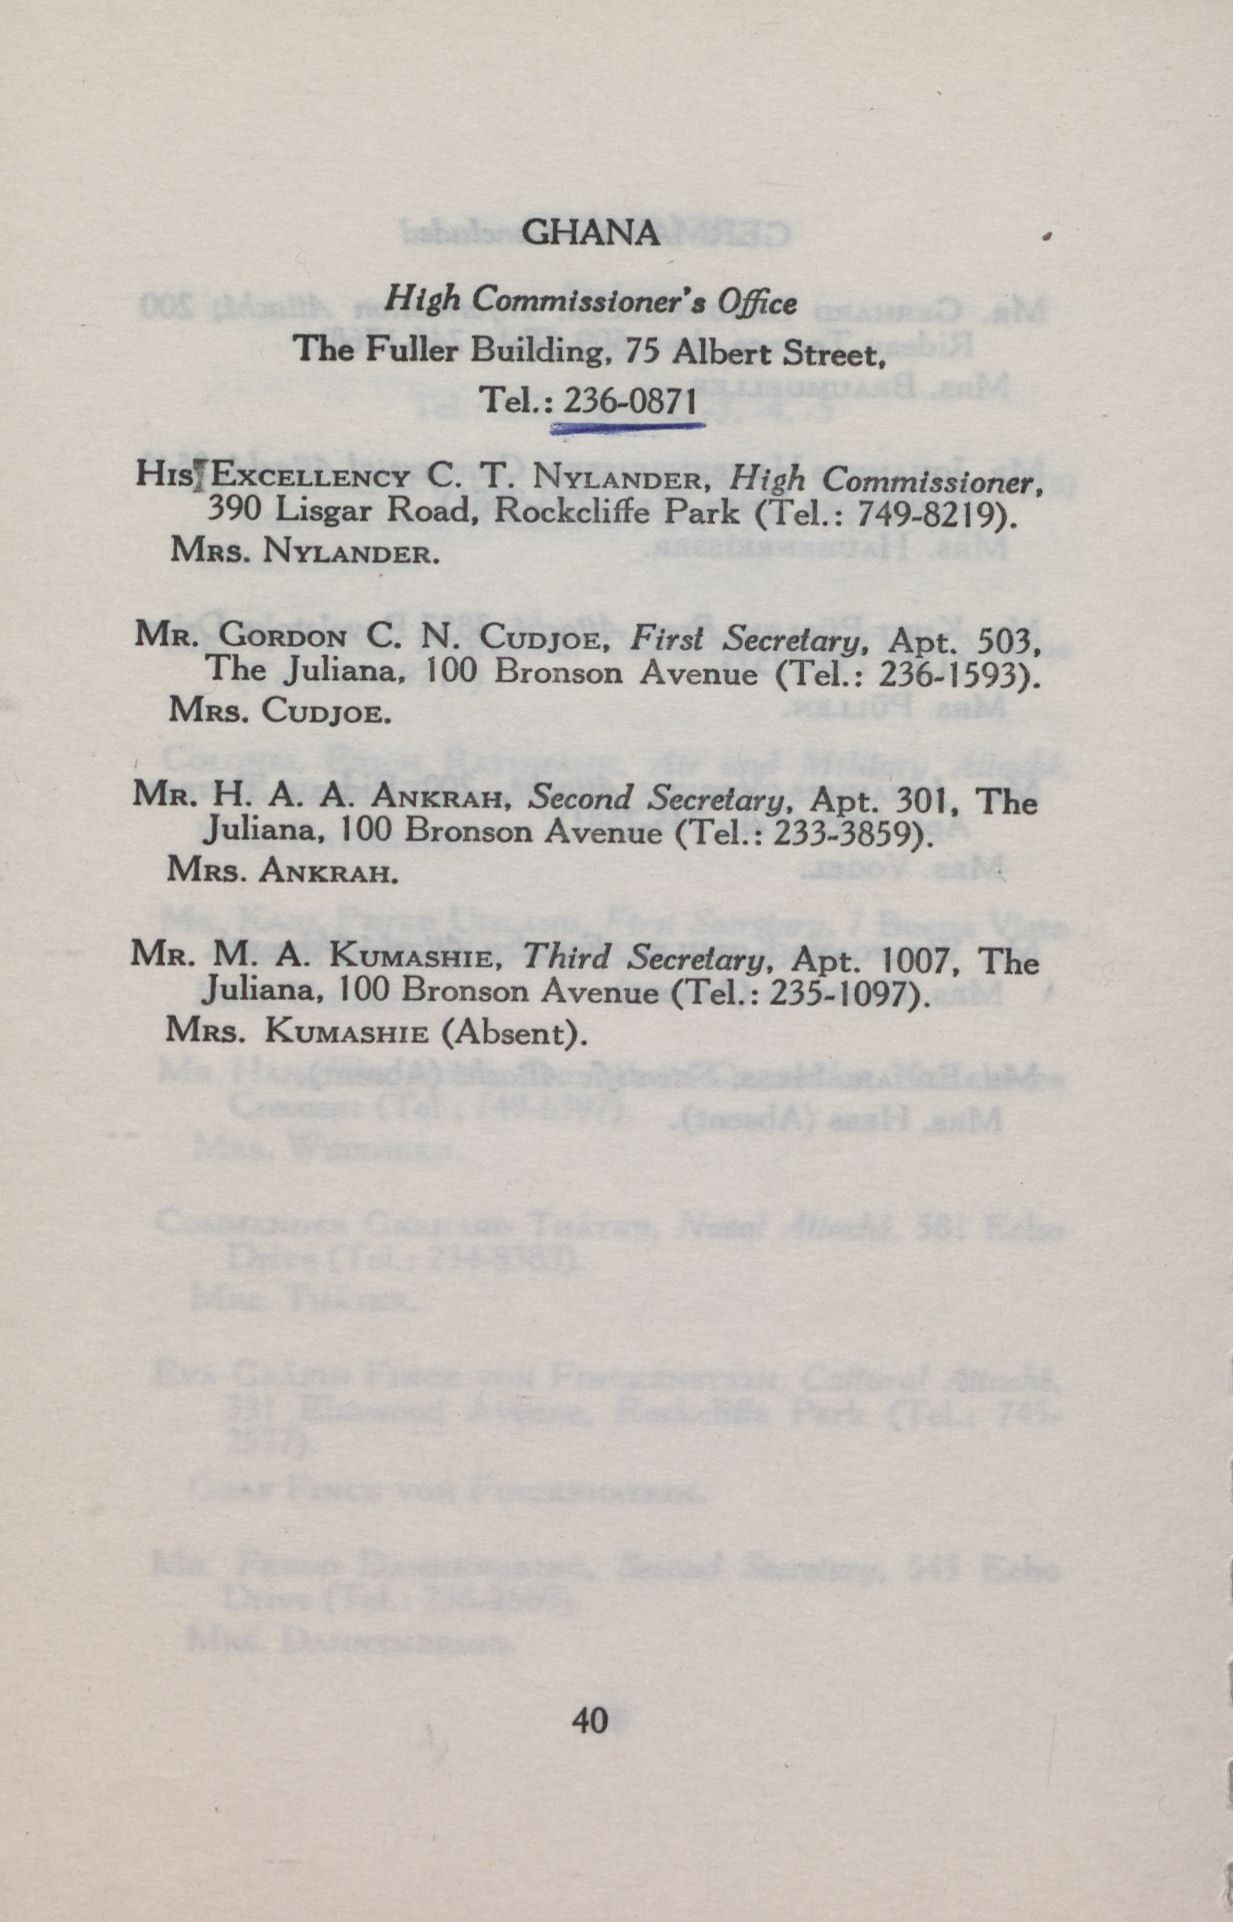 GHANA
High Commissioner's Office
The Fuller Building, 75 Albert Street,
Tel.: 236-0871
HIS EXCELLENCY C. T. NYLANDER, High Commissioner,
390 Lisgar Road, Rockcliffe Park (Tel.: 749-8219).
MRS. NYLANDER.
MR. GORDON C. N. CUDJOE, First Secretary, Apt. 503,
The Juliana, 100 Bronson Avenue (Tel.: 236-1593).
MRS. CUDJOE.
MR. H. A. A. ANKRAH, Second Secretary, Apt. 301, The
Juliana, 100 Bronson Avenue (Tel.: 233-3859).
MRS. ANKRAH.
MR. M. A. KUMASHIE, Third Secretary, Apt. 1007, The
Juliana, 100 Bronson Avenue (Tel.: 235-1097).
MRS. KUMASHIE (Absent).
40